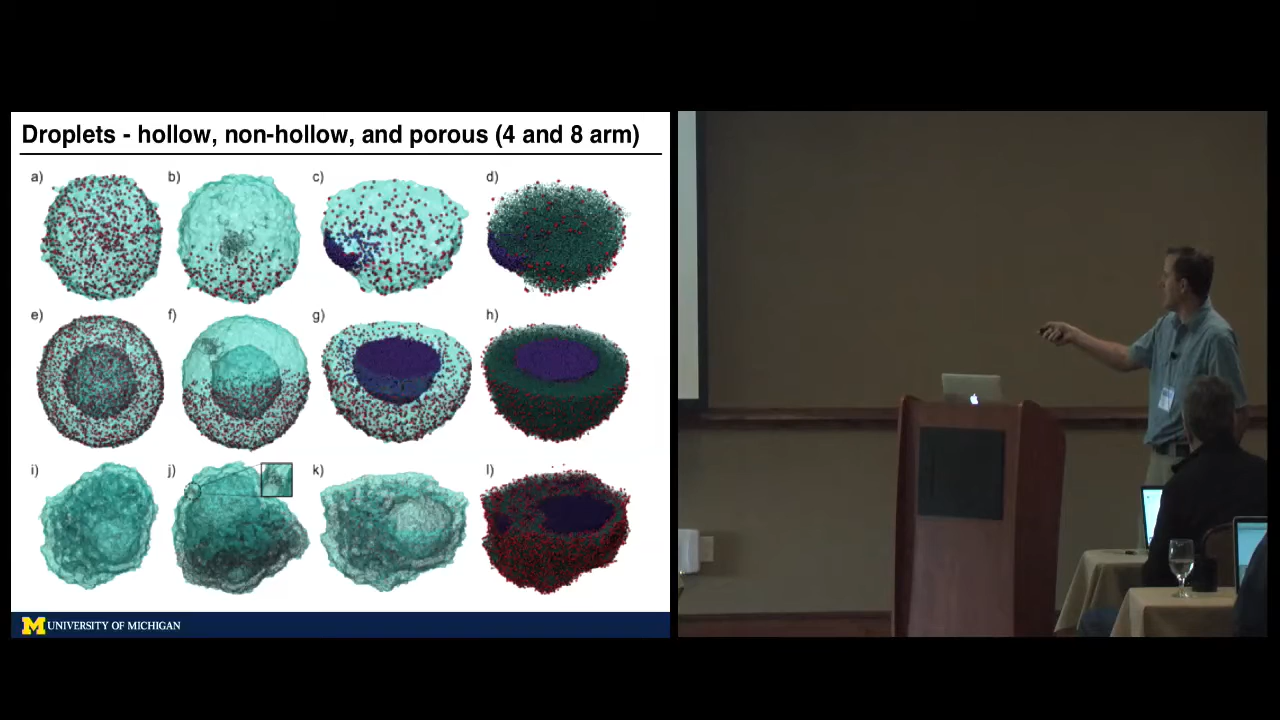 Droplets - hollow, non-hollow, and porous (4 and 8 arm)
a) b) c) d)
e) f) g) h)
i) j) k) l)
M UNIVERSITY OF MICHIGAN